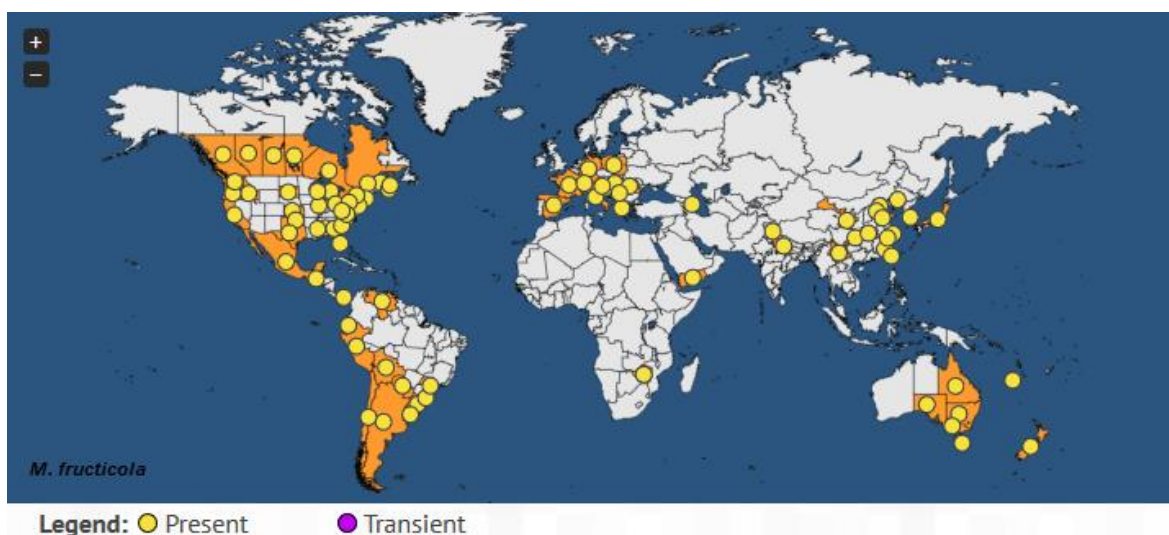 +
−
M. fructicola
Legend: Present Transient